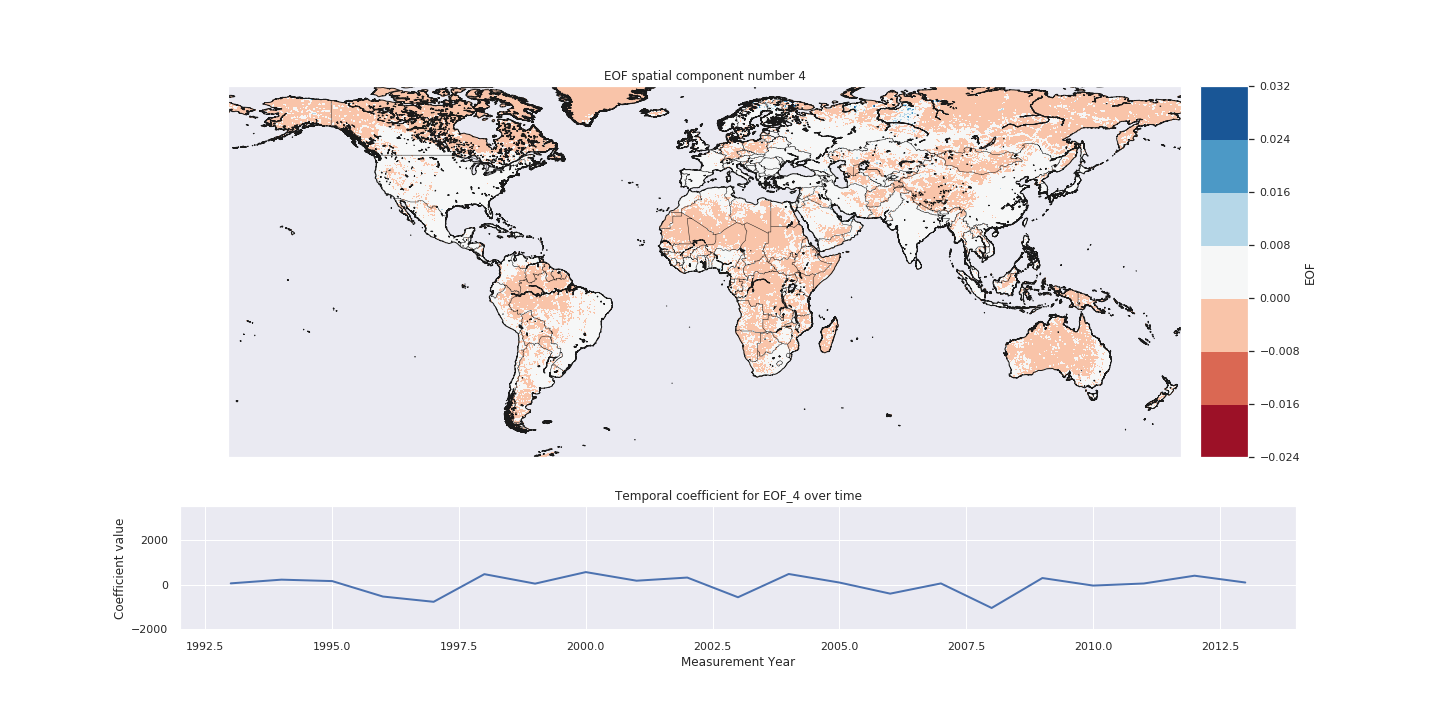 EOF spatial component number 4
0.032
0.024
0.016
0.008
0.000
−0.008
−0.016
−0.024
EOF
Temporal coefficient for EOF_4 over time
Coefficient value
2000
0
−2000
1992.5 1995.0 1997.5 2000.0 2002.5 2005.0 2007.5 2010.0 2012.5
Measurement Year